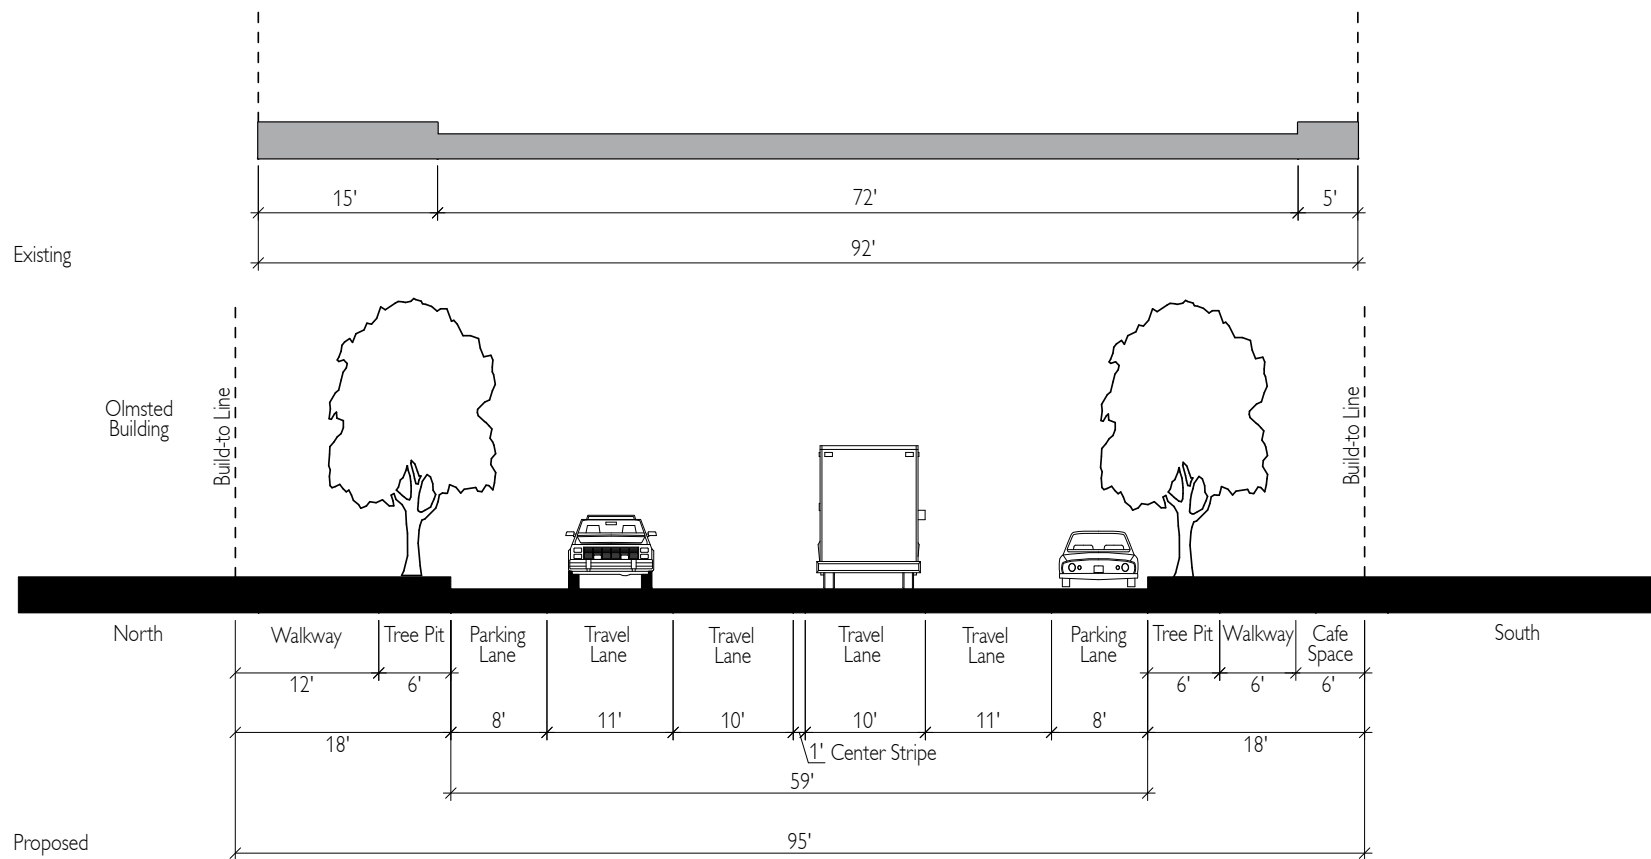 15'
72'
5'
92'
Existing
Olmsted
Building
Build-to Line
Build-to Line
North
Walkway
Tree Pit
Parking
Lane
Travel
Lane
Travel
Lane
Travel
Lane
Travel
Lane
Parking
Lane
Tree Pit
Walkway
Cafe
Space
South
12'
6'
6'
6'
6'
8'
11'
10'
10'
11'
8'
18'
1' Center Stripe
18'
59'
95'
Proposed